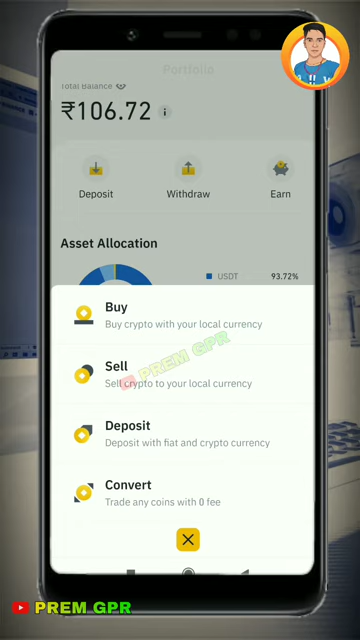 Portfolio
Total Balance
₹106.72
Deposit
Withdraw
Earn
Asset Allocation
USDT
93.72%
Buy
Buy crypto with your local currency
Sell
Sell crypto to your local currency
PREM GPR
Deposit
Deposit with fiat and crypto currency
Convert
Trade any coins with 0 fee
PREM GPR